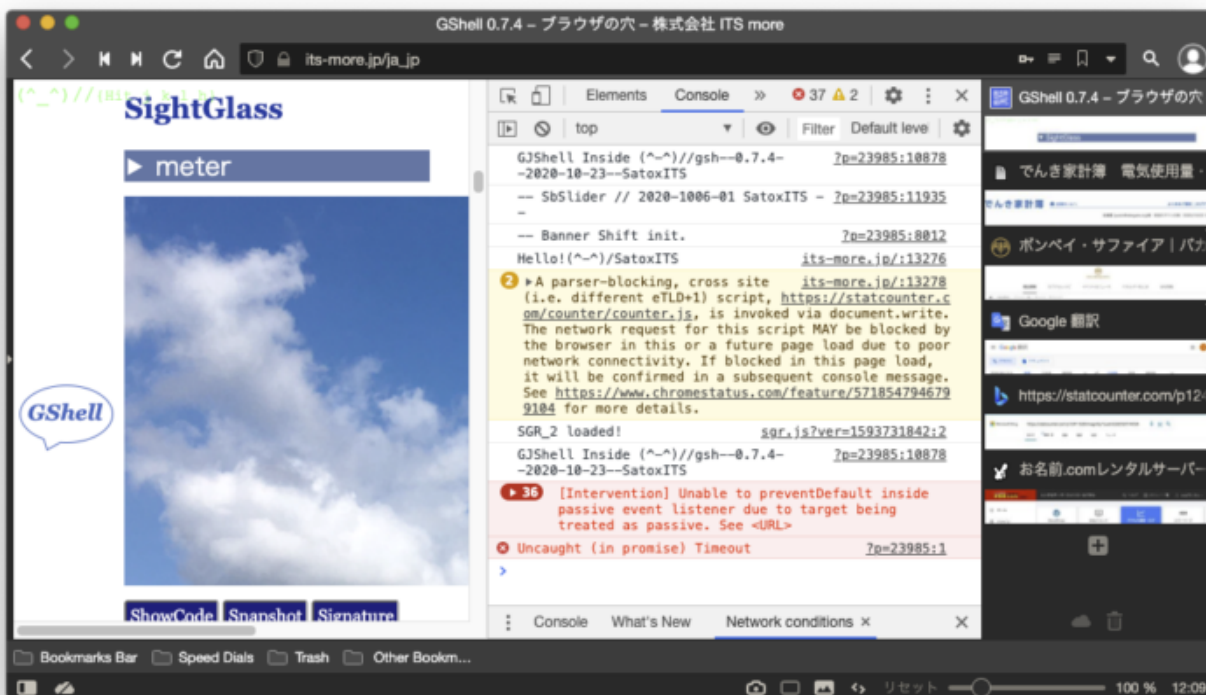 GShell 0.7.4 – ブラウザの穴 – 株式会社 ITS more
its-more.jp/ja_jp
(^_^)//(Hit j k l h)
SightGlass
▶ meter
GShell
ShowCode Snapshot Signature
Elements Console » 37 2
top Filter Default leve
GJShell Inside (^-^)//gsh--0.7.4- ?p=23985:10878
-2020-10-23--SatoxITS
-- SbSlider // 2020-1006-01 SatoxITS - ?p=23985:11935
-
-- Banner Shift init. ?p=23985:8012
Hello!(^-^)/SatoxITS its-more.jp/:13276
2 ▶A parser-blocking, cross site its-more.jp/:13278
(i.e. different eTLD+1) script, https://statcounter.c
om/counter/counter.js, is invoked via document.write.
The network request for this script MAY be blocked by
the browser in this or a future page load due to poor
network connectivity. If blocked in this page load,
it will be confirmed in a subsequent console message.
See https://www.chromestatus.com/feature/571854794679
9104 for more details.
SGR_2 loaded! sgr.js?ver=1593731842:2
GJShell Inside (^-^)//gsh--0.7.4- ?p=23985:10878
-2020-10-23--SatoxITS
▶ 36 [Intervention] Unable to preventDefault inside
passive event listener due to target being
treated as passive. See <URL>
Uncaught (in promise) Timeout ?p=23985:1
Console What's New Network conditions ×
GShell 0.7.4 – ブラウザの穴
でんき家計簿 電気使用量・
でんき家計簿
ボンベイ・サファイア｜バカ
Google 翻訳
https://statcounter.com/p124
お名前.comレンタルサーバー
Bookmarks Bar Speed Dials Trash Other Bookm...
リセット 100 % 12:09